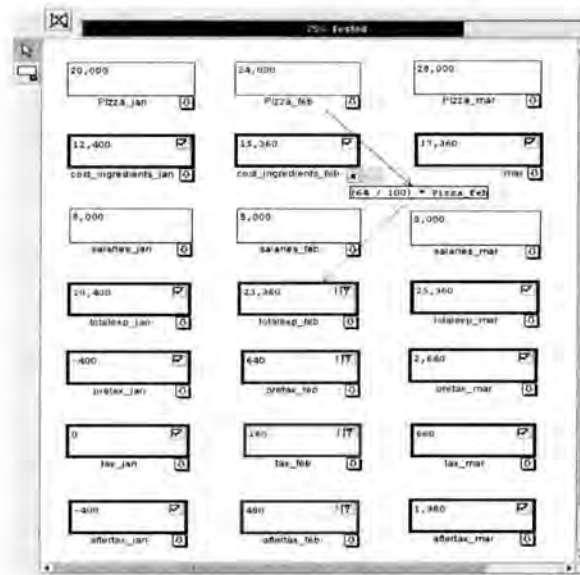 75% Tested
20,000 24,000 28,000
Pizza_jan Pizza_feb Pizza_mar
12,400 15,360 17,360
cost_ingredients_jan cost_ingredients_feb mar
(64 / 100) * Pizza_feb
8,000 8,000 8,000
salaries_jan salaries_feb salaries_mar
20,400 23,360 25,360
totalexp_jan totalexp_feb totalexp_mar
-400 640 2,640
pretax_jan pretax_feb pretax_mar
0 160 660
tax_jan tax_feb tax_mar
-400 480 1,980
aftertax_jan aftertax_feb aftertax_mar